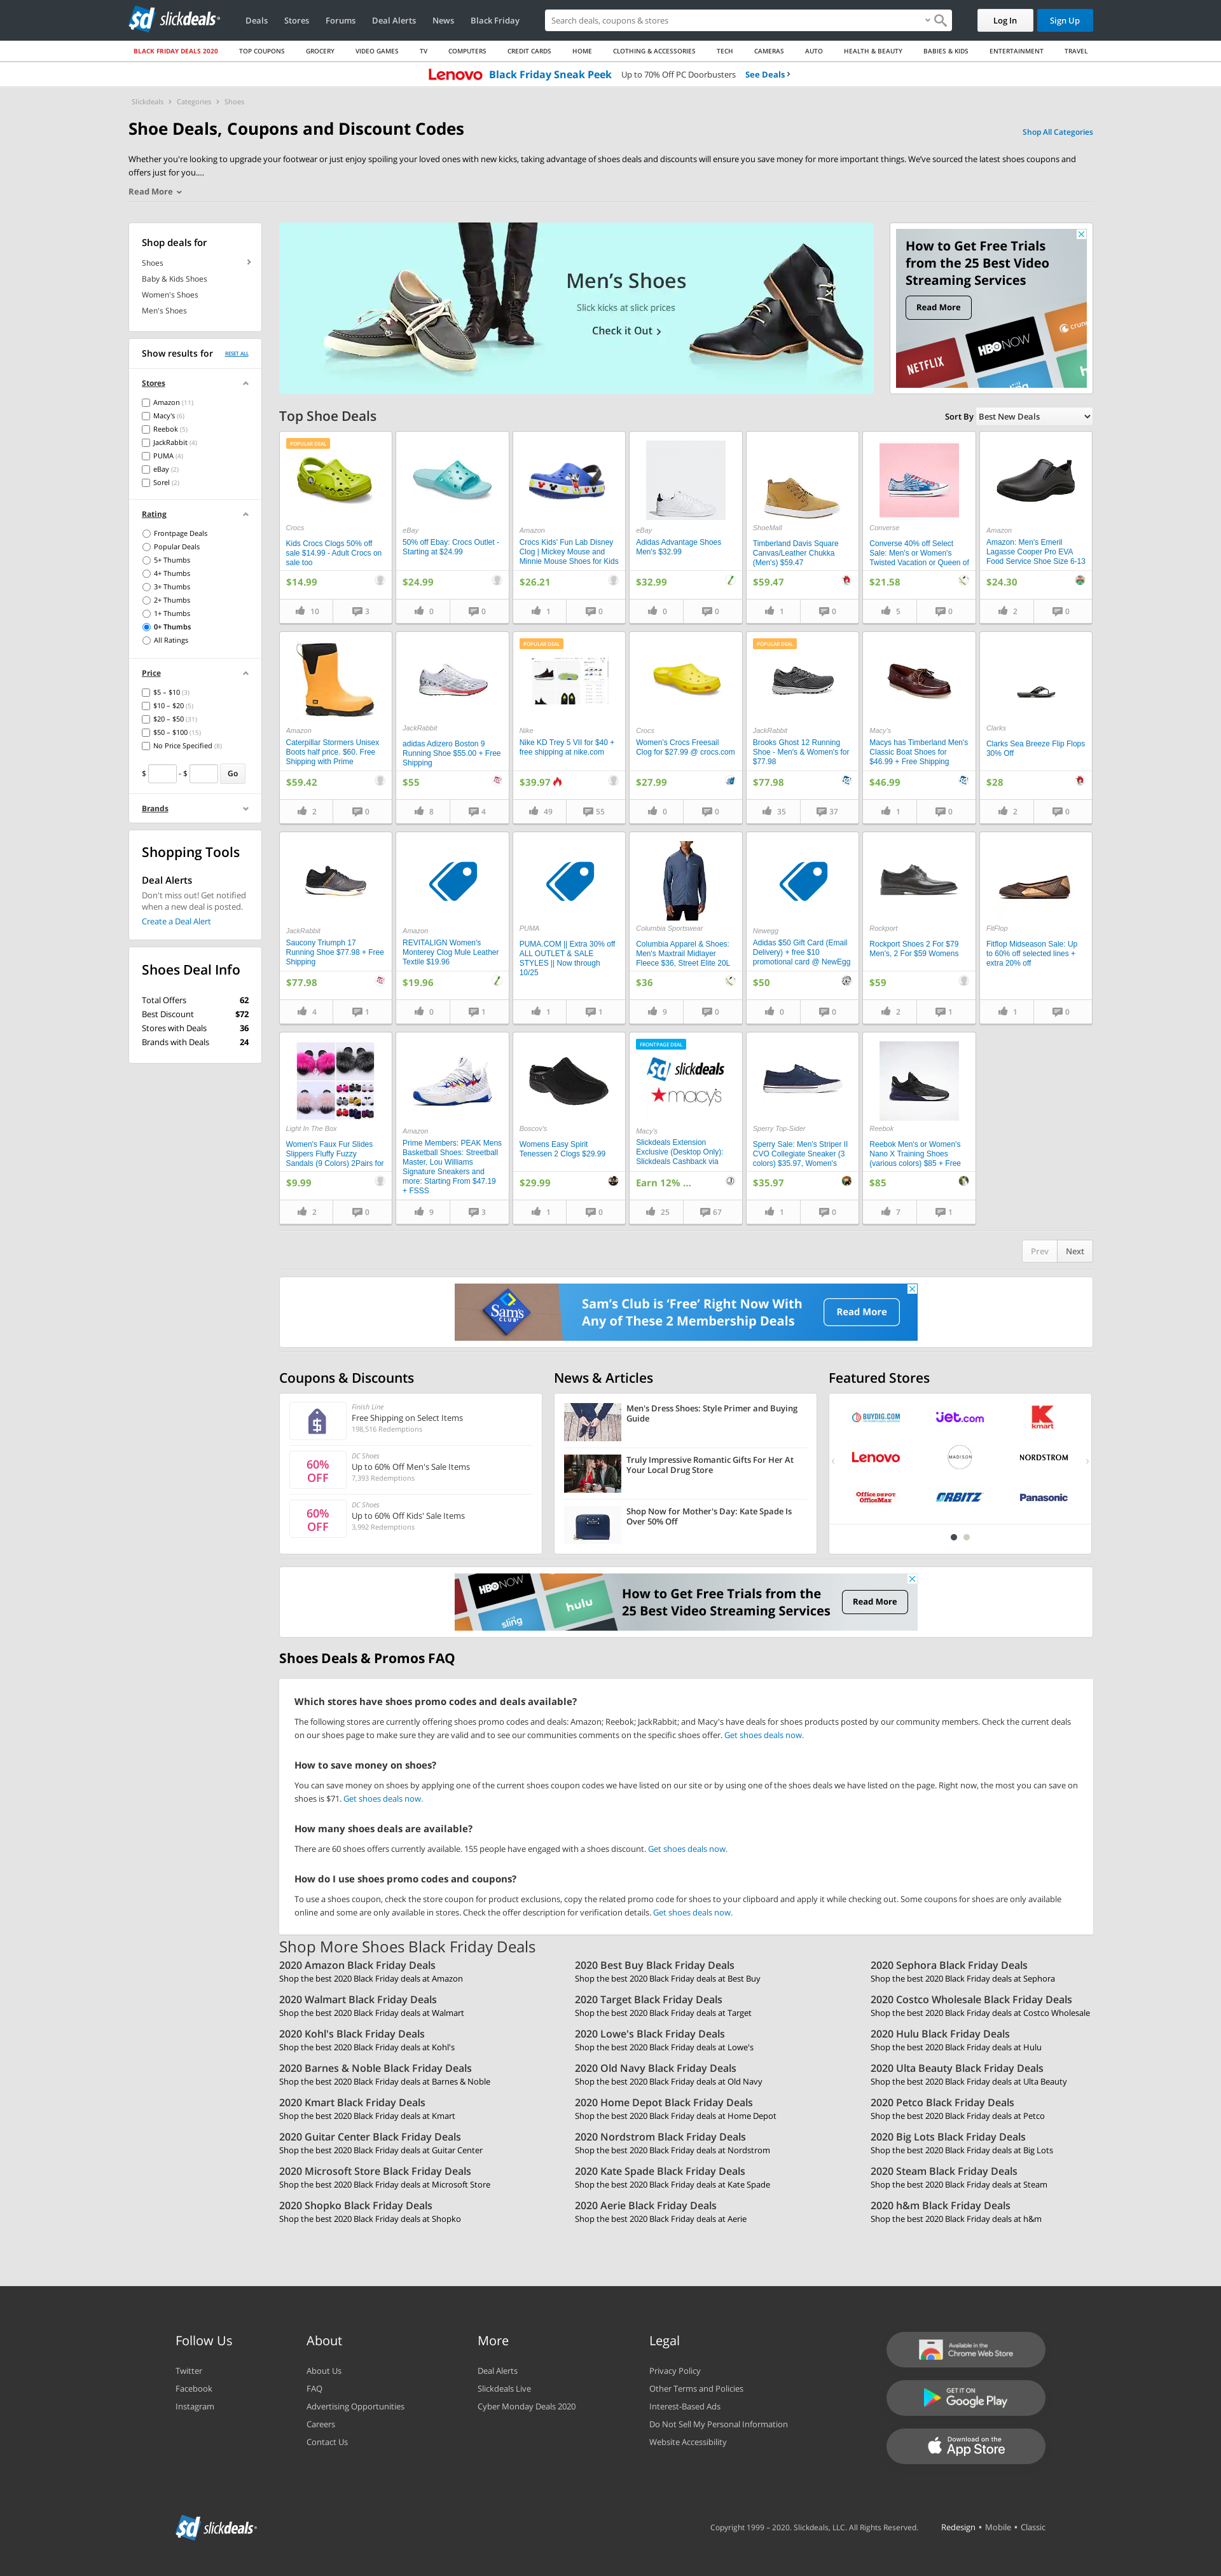 slickdeals
Deals
Stores
Forums
Deal Alerts
News
Black Friday
Search deals, coupons & stores
Log In
Sign Up
BLACK FRIDAY DEALS 2020
TOP COUPONS
GROCERY
VIDEO GAMES
TV
COMPUTERS
CREDIT CARDS
HOME
CLOTHING & ACCESSORIES
TECH
CAMERAS
AUTO
HEALTH & BEAUTY
BABIES & KIDS
ENTERTAINMENT
TRAVEL
Lenovo Black Friday Sneak Peek Up to 70% Off PC Doorbusters See Deals
Slickdeals > Categories > Shoes
Shoe Deals, Coupons and Discount Codes
Shop All Categories
Whether you're looking to upgrade your footwear or just enjoy spoiling your loved ones with new kicks, taking advantage of shoes deals and discounts will ensure you save money for more important things. We've sourced the latest shoes coupons and
offers just for you....
Read More
Shop deals for
Shoes
Baby & Kids Shoes
Women's Shoes
Men's Shoes
Show results for
RESET ALL
Stores
Amazon (11)
Macy's (6)
Reebok (5)
JackRabbit (4)
PUMA (4)
eBay (2)
Sorel (2)
Rating
Frontpage Deals
Popular Deals
5+ Thumbs
4+ Thumbs
3+ Thumbs
2+ Thumbs
1+ Thumbs
0+ Thumbs
All Ratings
Price
$5 – $10 (3)
$10 – $20 (5)
$20 – $50 (31)
$50 – $100 (15)
No Price Specified (8)
$ - $ Go
Brands
Shopping Tools
Deal Alerts
Don't miss out! Get notified
when a new deal is posted.
Create a Deal Alert
Shoes Deal Info
Total Offers 62
Best Discount $72
Stores with Deals 36
Brands with Deals 24
Men's Shoes
Slick kicks at slick prices
Check it Out
How to Get Free Trials
from the 25 Best Video
Streaming Services
Read More
NETFLIX
HBO NOW
Top Shoe Deals
Sort By Best New Deals
POPULAR DEAL
Crocs
Kids Crocs Clogs 50% off
sale $14.99 - Adult Crocs on
sale too
$14.99
10 3
eBay
50% off Ebay: Crocs Outlet -
Starting at $24.99
$24.99
0 0
Amazon
Crocs Kids' Fun Lab Disney
Clog | Mickey Mouse and
Minnie Mouse Shoes for Kids
$26.21
1 0
eBay
Adidas Advantage Shoes
Men's $32.99
$32.99
0 0
ShoeMall
Timberland Davis Square
Canvas/Leather Chukka
(Men's) $59.47
$59.47
1 0
Converse
Converse 40% off Select
Sale: Men's or Women's
Twisted Vacation or Queen of
$21.58
5 0
Amazon
Amazon: Men's Emeril
Lagasse Cooper Pro EVA
Food Service Shoe Size 6-13
$24.30
2 0
Amazon
Caterpillar Stormers Unisex
Boots half price. $60. Free
Shipping with Prime
$59.42
2 0
JackRabbit
adidas Adizero Boston 9
Running Shoe $55.00 + Free
Shipping
$55
8 4
POPULAR DEAL
Nike
Nike KD Trey 5 VII for $40 +
free shipping at nike.com
$39.97
49 55
Crocs
Women's Crocs Freesail
Clog for $27.99 @ crocs.com
$27.99
0 0
POPULAR DEAL
JackRabbit
Brooks Ghost 12 Running
Shoe - Men's & Women's for
$77.98
$77.98
35 37
Macy's
Macys has Timberland Men's
Classic Boat Shoes for
$46.99 + Free Shipping
$46.99
1 0
Clarks
Clarks Sea Breeze Flip Flops
30% Off
$28
2 0
JackRabbit
Saucony Triumph 17
Running Shoe $77.98 + Free
Shipping
$77.98
4 1
Amazon
REVITALIGN Women's
Monterey Clog Mule Leather
Textile $19.96
$19.96
0 1
PUMA
PUMA.COM || Extra 30% off
ALL OUTLET & SALE
STYLES || Now through
10/25
1 1
Columbia Sportswear
Columbia Apparel & Shoes:
Men's Maxtrail Midlayer
Fleece $36, Street Elite 20L
$36
9 0
Newegg
Adidas $50 Gift Card (Email
Delivery) + free $10
promotional card @ NewEgg
$50
0 0
Rockport
Rockport Shoes 2 For $79
Men's, 2 For $59 Womens
$59
2 1
FitFlop
Fitflop Midseason Sale: Up
to 60% off selected lines +
extra 20% off
1 0
Light In The Box
Women's Faux Fur Slides
Slippers Fluffy Fuzzy
Sandals (9 Colors) 2Pairs for
$9.99
2 0
Amazon
Prime Members: PEAK Mens
Basketball Shoes: Streetball
Master, Lou Williams
Signature Sneakers and
more: Starting From $47.19
+ FSSS
9 3
Boscov's
Womens Easy Spirit
Tenessen 2 Clogs $29.99
$29.99
1 0
FRONTPAGE DEAL
slickdeals
macy's
Macy's
Slickdeals Extension
Exclusive (Desktop Only):
Slickdeals Cashback via
Earn 12% ...
25 67
Sperry Top-Sider
Sperry Sale: Men's Striper II
CVO Collegiate Sneaker (3
colors) $35.97, Women's
$35.97
1 0
Reebok
Reebok Men's or Women's
Nano X Training Shoes
(various colors) $85 + Free
$85
7 1
Prev Next
Sam's CLUB
Sam's Club is 'Free' Right Now With
Any of These 2 Membership Deals
Read More
Coupons & Discounts
Finish Line
Free Shipping on Select Items
198,516 Redemptions
60%
OFF
DC Shoes
Up to 60% Off Men's Sale Items
7,393 Redemptions
60%
OFF
DC Shoes
Up to 60% Off Kids' Sale Items
3,992 Redemptions
News & Articles
Men's Dress Shoes: Style Primer and Buying
Guide
Truly Impressive Romantic Gifts For Her At
Your Local Drug Store
Shop Now for Mother's Day: Kate Spade Is
Over 50% Off
Featured Stores
BUYDIG.COM
Jet.com
kmart
Lenovo
MADISON
NORDSTROM
Office DEPOT
OfficeMax
ORBITZ
Panasonic
HBO NOW
sling
hulu
How to Get Free Trials from the
25 Best Video Streaming Services
Read More
Shoes Deals & Promos FAQ
Which stores have shoes promo codes and deals available?
The following stores are currently offering shoes promo codes and deals: Amazon; Reebok; JackRabbit; and Macy's have deals for shoes products posted by our community members. Check the current deals
on our shoes page to make sure they are valid and to see our communities comments on the specific shoes offer. Get shoes deals now.
How to save money on shoes?
You can save money on shoes by applying one of the current shoes coupon codes we have listed on our site or by using one of the shoes deals we have listed on the page. Right now, the most you can save on
shoes is $71. Get shoes deals now.
How many shoes deals are available?
There are 60 shoes offers currently available. 155 people have engaged with a shoes discount. Get shoes deals now.
How do I use shoes promo codes and coupons?
To use a shoes coupon, check the store coupon for product exclusions, copy the related promo code for shoes to your clipboard and apply it while checking out. Some coupons for shoes are only available
online and some are only available in stores. Check the offer description for verification details. Get shoes deals now.
Shop More Shoes Black Friday Deals
2020 Amazon Black Friday Deals
Shop the best 2020 Black Friday deals at Amazon
2020 Best Buy Black Friday Deals
Shop the best 2020 Black Friday deals at Best Buy
2020 Sephora Black Friday Deals
Shop the best 2020 Black Friday deals at Sephora
2020 Walmart Black Friday Deals
Shop the best 2020 Black Friday deals at Walmart
2020 Target Black Friday Deals
Shop the best 2020 Black Friday deals at Target
2020 Costco Wholesale Black Friday Deals
Shop the best 2020 Black Friday deals at Costco Wholesale
2020 Kohl's Black Friday Deals
Shop the best 2020 Black Friday deals at Kohl's
2020 Lowe's Black Friday Deals
Shop the best 2020 Black Friday deals at Lowe's
2020 Hulu Black Friday Deals
Shop the best 2020 Black Friday deals at Hulu
2020 Barnes & Noble Black Friday Deals
Shop the best 2020 Black Friday deals at Barnes & Noble
2020 Old Navy Black Friday Deals
Shop the best 2020 Black Friday deals at Old Navy
2020 Ulta Beauty Black Friday Deals
Shop the best 2020 Black Friday deals at Ulta Beauty
2020 Kmart Black Friday Deals
Shop the best 2020 Black Friday deals at Kmart
2020 Home Depot Black Friday Deals
Shop the best 2020 Black Friday deals at Home Depot
2020 Petco Black Friday Deals
Shop the best 2020 Black Friday deals at Petco
2020 Guitar Center Black Friday Deals
Shop the best 2020 Black Friday deals at Guitar Center
2020 Nordstrom Black Friday Deals
Shop the best 2020 Black Friday deals at Nordstrom
2020 Big Lots Black Friday Deals
Shop the best 2020 Black Friday deals at Big Lots
2020 Microsoft Store Black Friday Deals
Shop the best 2020 Black Friday deals at Microsoft Store
2020 Kate Spade Black Friday Deals
Shop the best 2020 Black Friday deals at Kate Spade
2020 Steam Black Friday Deals
Shop the best 2020 Black Friday deals at Steam
2020 Shopko Black Friday Deals
Shop the best 2020 Black Friday deals at Shopko
2020 Aerie Black Friday Deals
Shop the best 2020 Black Friday deals at Aerie
2020 h&m Black Friday Deals
Shop the best 2020 Black Friday deals at h&m
Follow Us
Twitter
Facebook
Instagram
About
About Us
FAQ
Advertising Opportunities
Careers
Contact Us
More
Deal Alerts
Slickdeals Live
Cyber Monday Deals 2020
Legal
Privacy Policy
Other Terms and Policies
Interest-Based Ads
Do Not Sell My Personal Information
Website Accessibility
Available in the
Chrome Web Store
GET IT ON
Google Play
Download on the
App Store
slickdeals
Copyright 1999 – 2020. Slickdeals, LLC. All Rights Reserved.
Redesign • Mobile • Classic